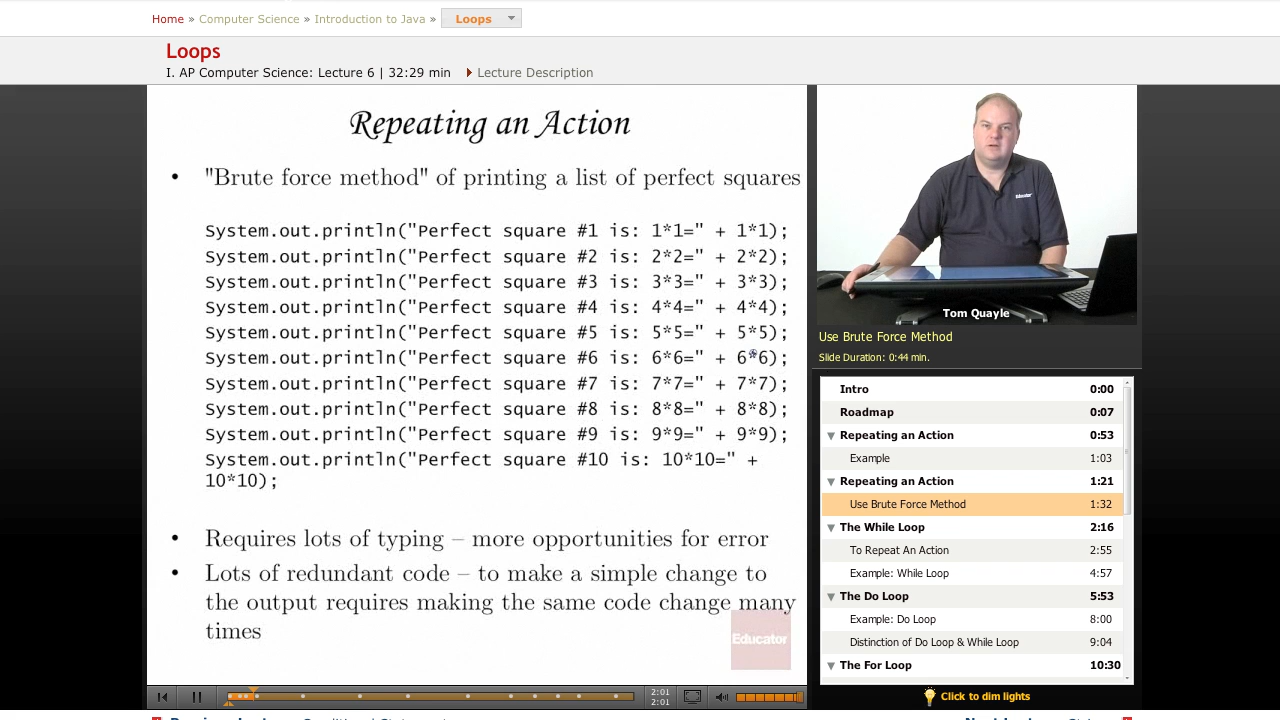 Home » Computer Science » Introduction to Java » Loops
Loops
I. AP Computer Science: Lecture 6 | 32:29 min Lecture Description
Repeating an Action
• "Brute force method" of printing a list of perfect squares
System.out.println("Perfect square #1 is: 1*1=" + 1*1);
System.out.println("Perfect square #2 is: 2*2=" + 2*2);
System.out.println("Perfect square #3 is: 3*3=" + 3*3);
System.out.println("Perfect square #4 is: 4*4=" + 4*4);
System.out.println("Perfect square #5 is: 5*5=" + 5*5);
System.out.println("Perfect square #6 is: 6*6=" + 6*6);
System.out.println("Perfect square #7 is: 7*7=" + 7*7);
System.out.println("Perfect square #8 is: 8*8=" + 8*8);
System.out.println("Perfect square #9 is: 9*9=" + 9*9);
System.out.println("Perfect square #10 is: 10*10=" +
10*10);
• Requires lots of typing – more opportunities for error
• Lots of redundant code – to make a simple change to
the output requires making the same code change many
times
Educator
2:01
2:01
Educator
Tom Quayle
Use Brute Force Method
Slide Duration: 0:44 min.
Intro 0:00
Roadmap 0:07
Repeating an Action 0:53
Example 1:03
Repeating an Action 1:21
Use Brute Force Method 1:32
The While Loop 2:16
To Repeat An Action 2:55
Example: While Loop 4:57
The Do Loop 5:53
Example: Do Loop 8:00
Distinction of Do Loop & While Loop 9:04
The For Loop 10:30
Click to dim lights